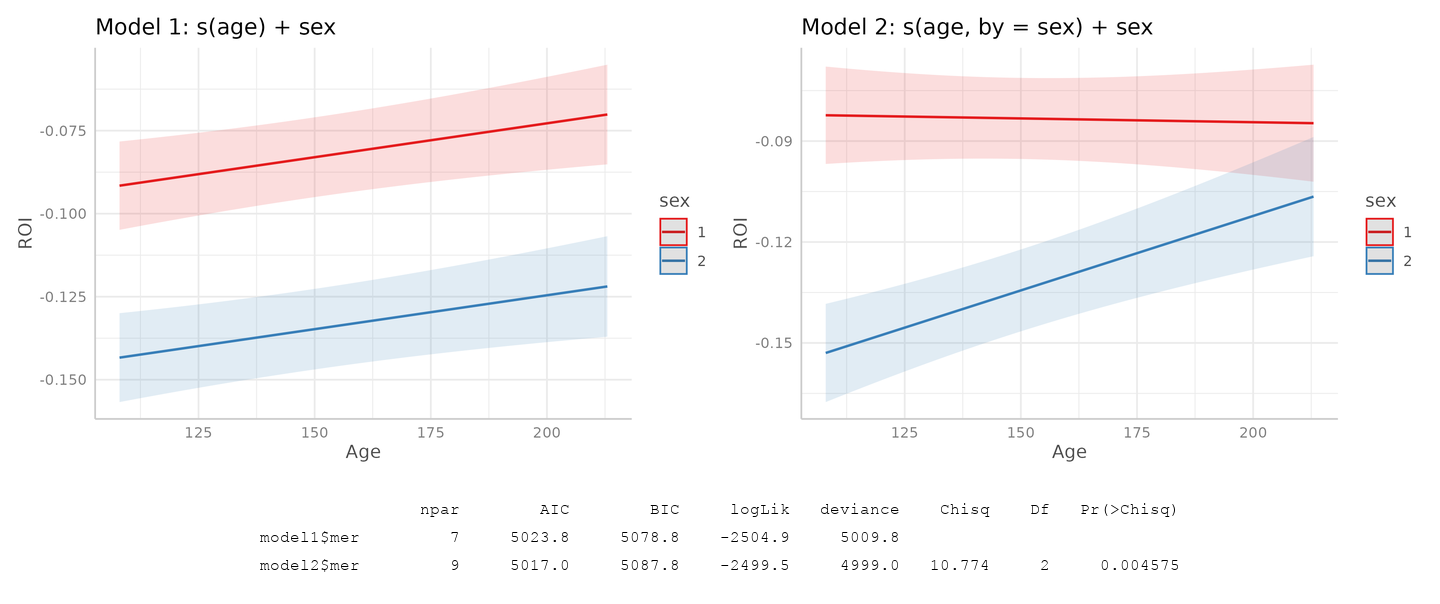 Model 1: s(age) + sex
-0.075
-0.100
-0.125
-0.150
ROI
125 150 175 200
Age
sex
1
2
Model 2: s(age, by = sex) + sex
-0.09
-0.12
-0.15
ROI
125 150 175 200
Age
sex
1
2
npar AIC BIC logLik deviance Chisq Df Pr(>Chisq)
model1$mer 7 5023.8 5078.8 -2504.9 5009.8
model2$mer 9 5017.0 5087.8 -2499.5 4999.0 10.774 2 0.004575